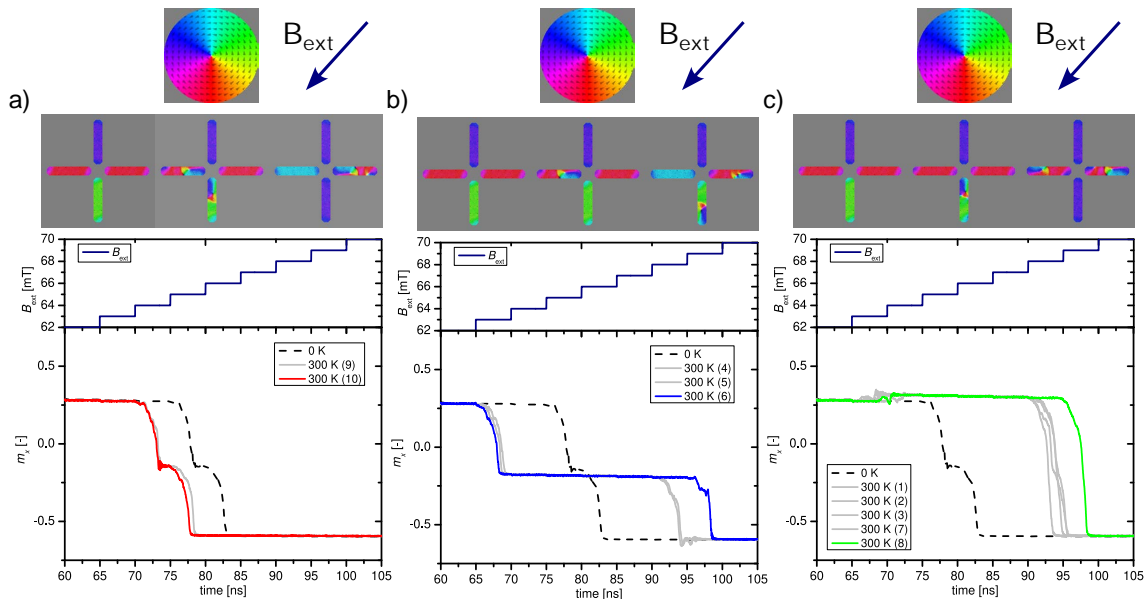 B_ext
B_ext
B_ext
a)
b)
c)
70
68
66
64
62
B_ext [mT]
B_ext
70
68
66
64
62
B_ext [mT]
B_ext
70
68
66
64
62
B_ext [mT]
B_ext
0.5
0.0
-0.5
m_x [-]
0 K
300 K (9)
300 K (10)
60 65 70 75 80 85 90 95 100 105
time [ns]
0.5
0.0
-0.5
m_x [-]
0 K
300 K (4)
300 K (5)
300 K (6)
60 65 70 75 80 85 90 95 100 105
time [ns]
0.5
0.0
-0.5
m_x [-]
0 K
300 K (1)
300 K (2)
300 K (3)
300 K (7)
300 K (8)
60 65 70 75 80 85 90 95 100 105
time [ns]